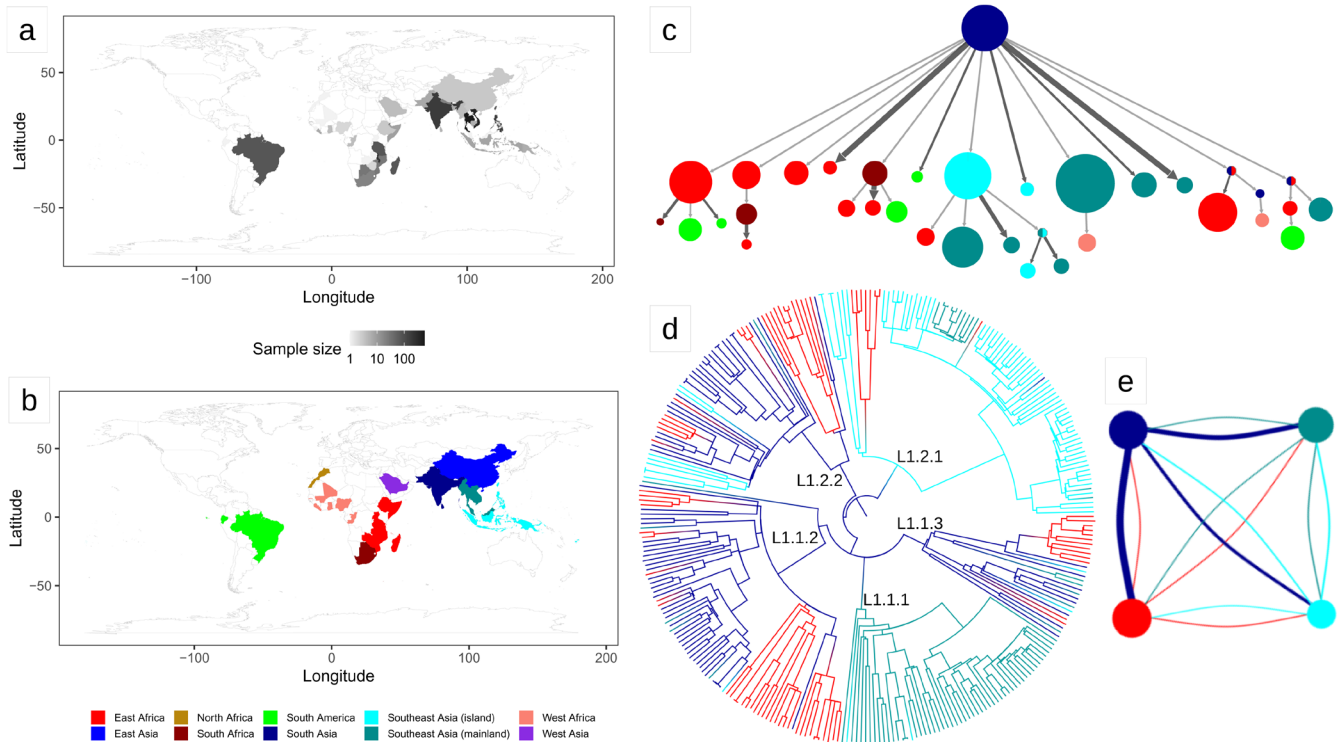 a
50
0
−50
Latitude
−100
0
100
200
Longitude
Sample size
1 10 100
b
50
0
−50
Latitude
−100
0
100
200
Longitude
East Africa
North Africa
South America
Southeast Asia (island)
West Africa
East Asia
South Africa
South Asia
Southeast Asia (mainland)
West Asia
c
d
L1.2.1
L1.2.2
L1.1.3
L1.1.2
L1.1.1
e